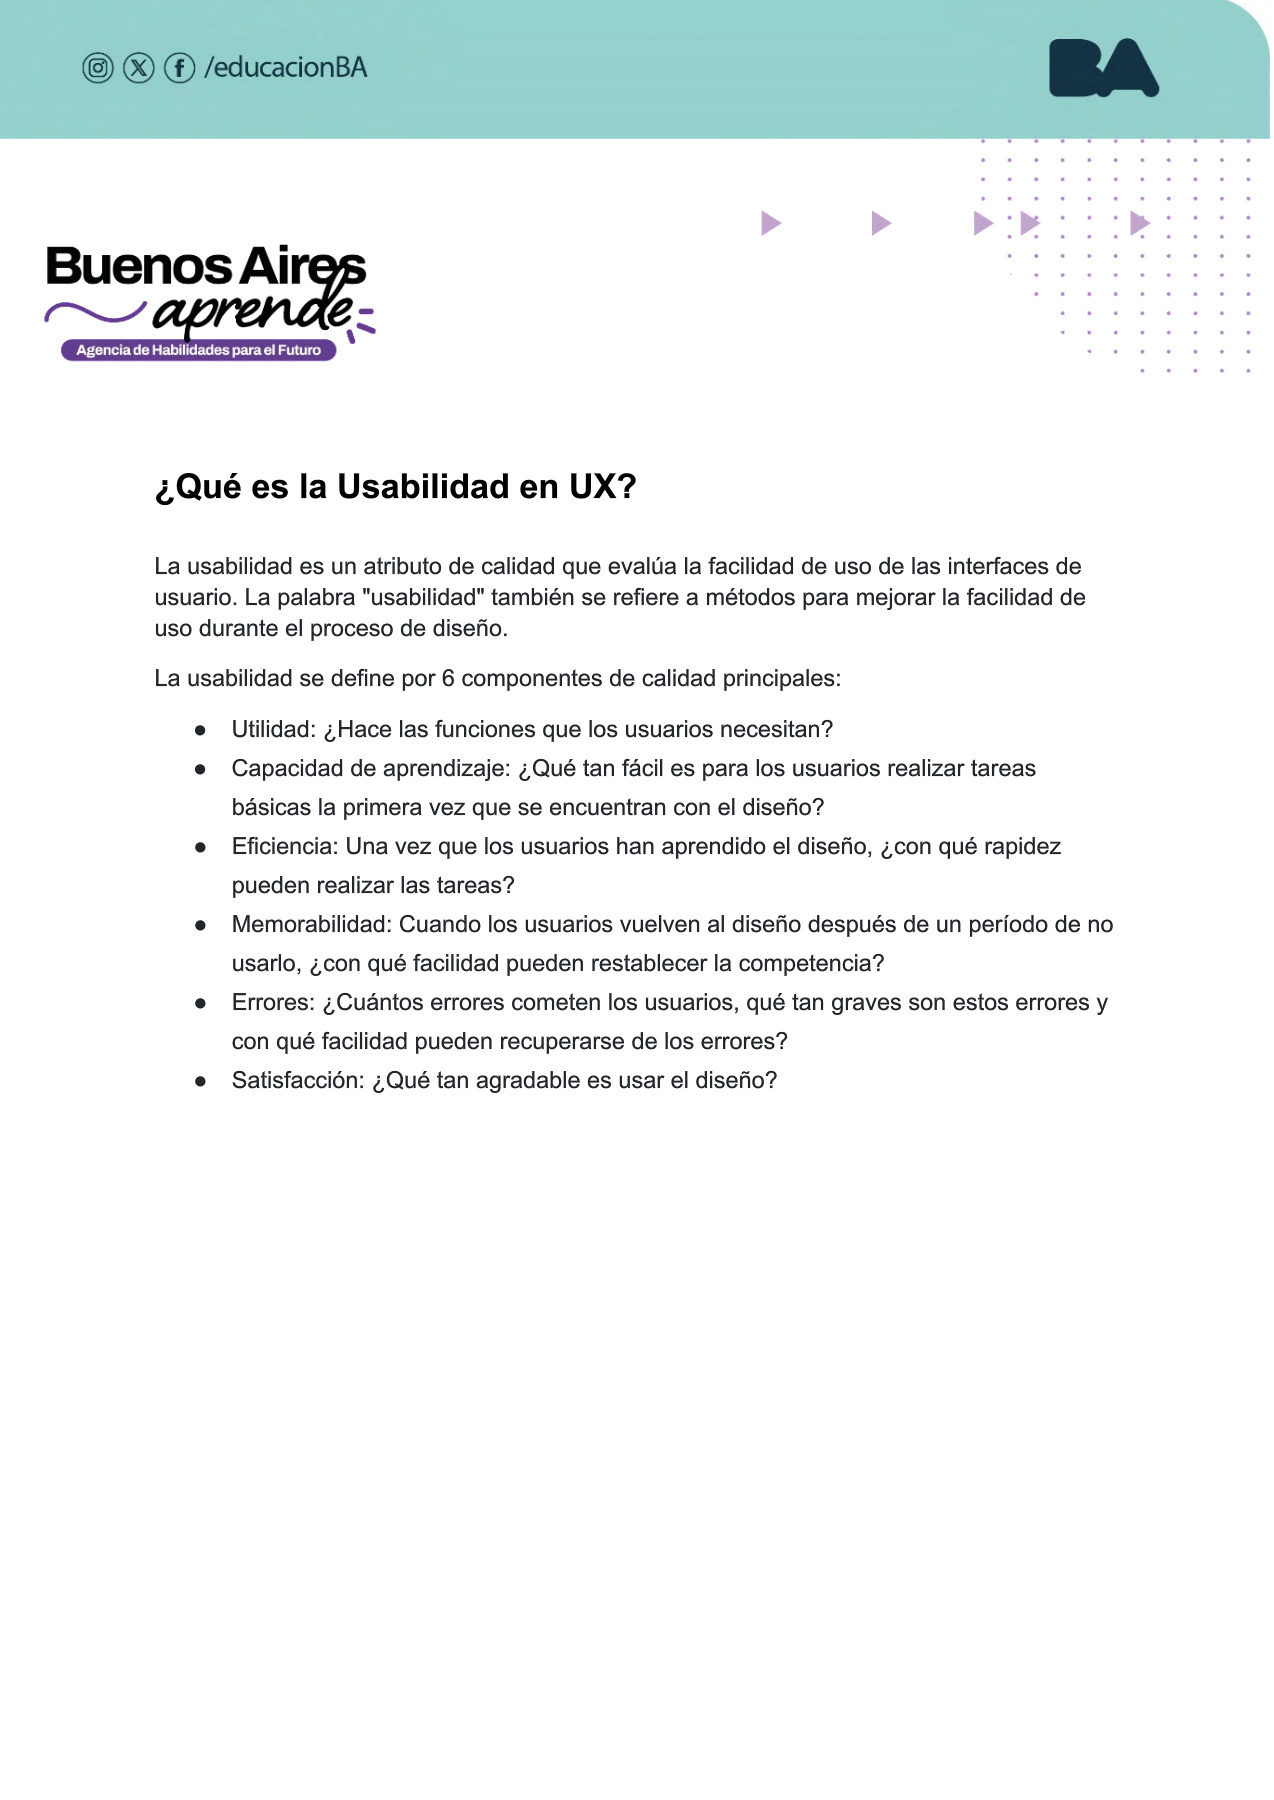 /educacionBA
BA
Buenos Aires
aprende
Agencia de Habilidades para el Futuro
¿Qué es la Usabilidad en UX?
La usabilidad es un atributo de calidad que evalúa la facilidad de uso de las interfaces de
usuario. La palabra "usabilidad" también se refiere a métodos para mejorar la facilidad de
uso durante el proceso de diseño.
La usabilidad se define por 6 componentes de calidad principales:
● Utilidad: ¿Hace las funciones que los usuarios necesitan?
● Capacidad de aprendizaje: ¿Qué tan fácil es para los usuarios realizar tareas
básicas la primera vez que se encuentran con el diseño?
● Eficiencia: Una vez que los usuarios han aprendido el diseño, ¿con qué rapidez
pueden realizar las tareas?
● Memorabilidad: Cuando los usuarios vuelven al diseño después de un período de no
usarlo, ¿con qué facilidad pueden restablecer la competencia?
● Errores: ¿Cuántos errores cometen los usuarios, qué tan graves son estos errores y
con qué facilidad pueden recuperarse de los errores?
● Satisfacción: ¿Qué tan agradable es usar el diseño?